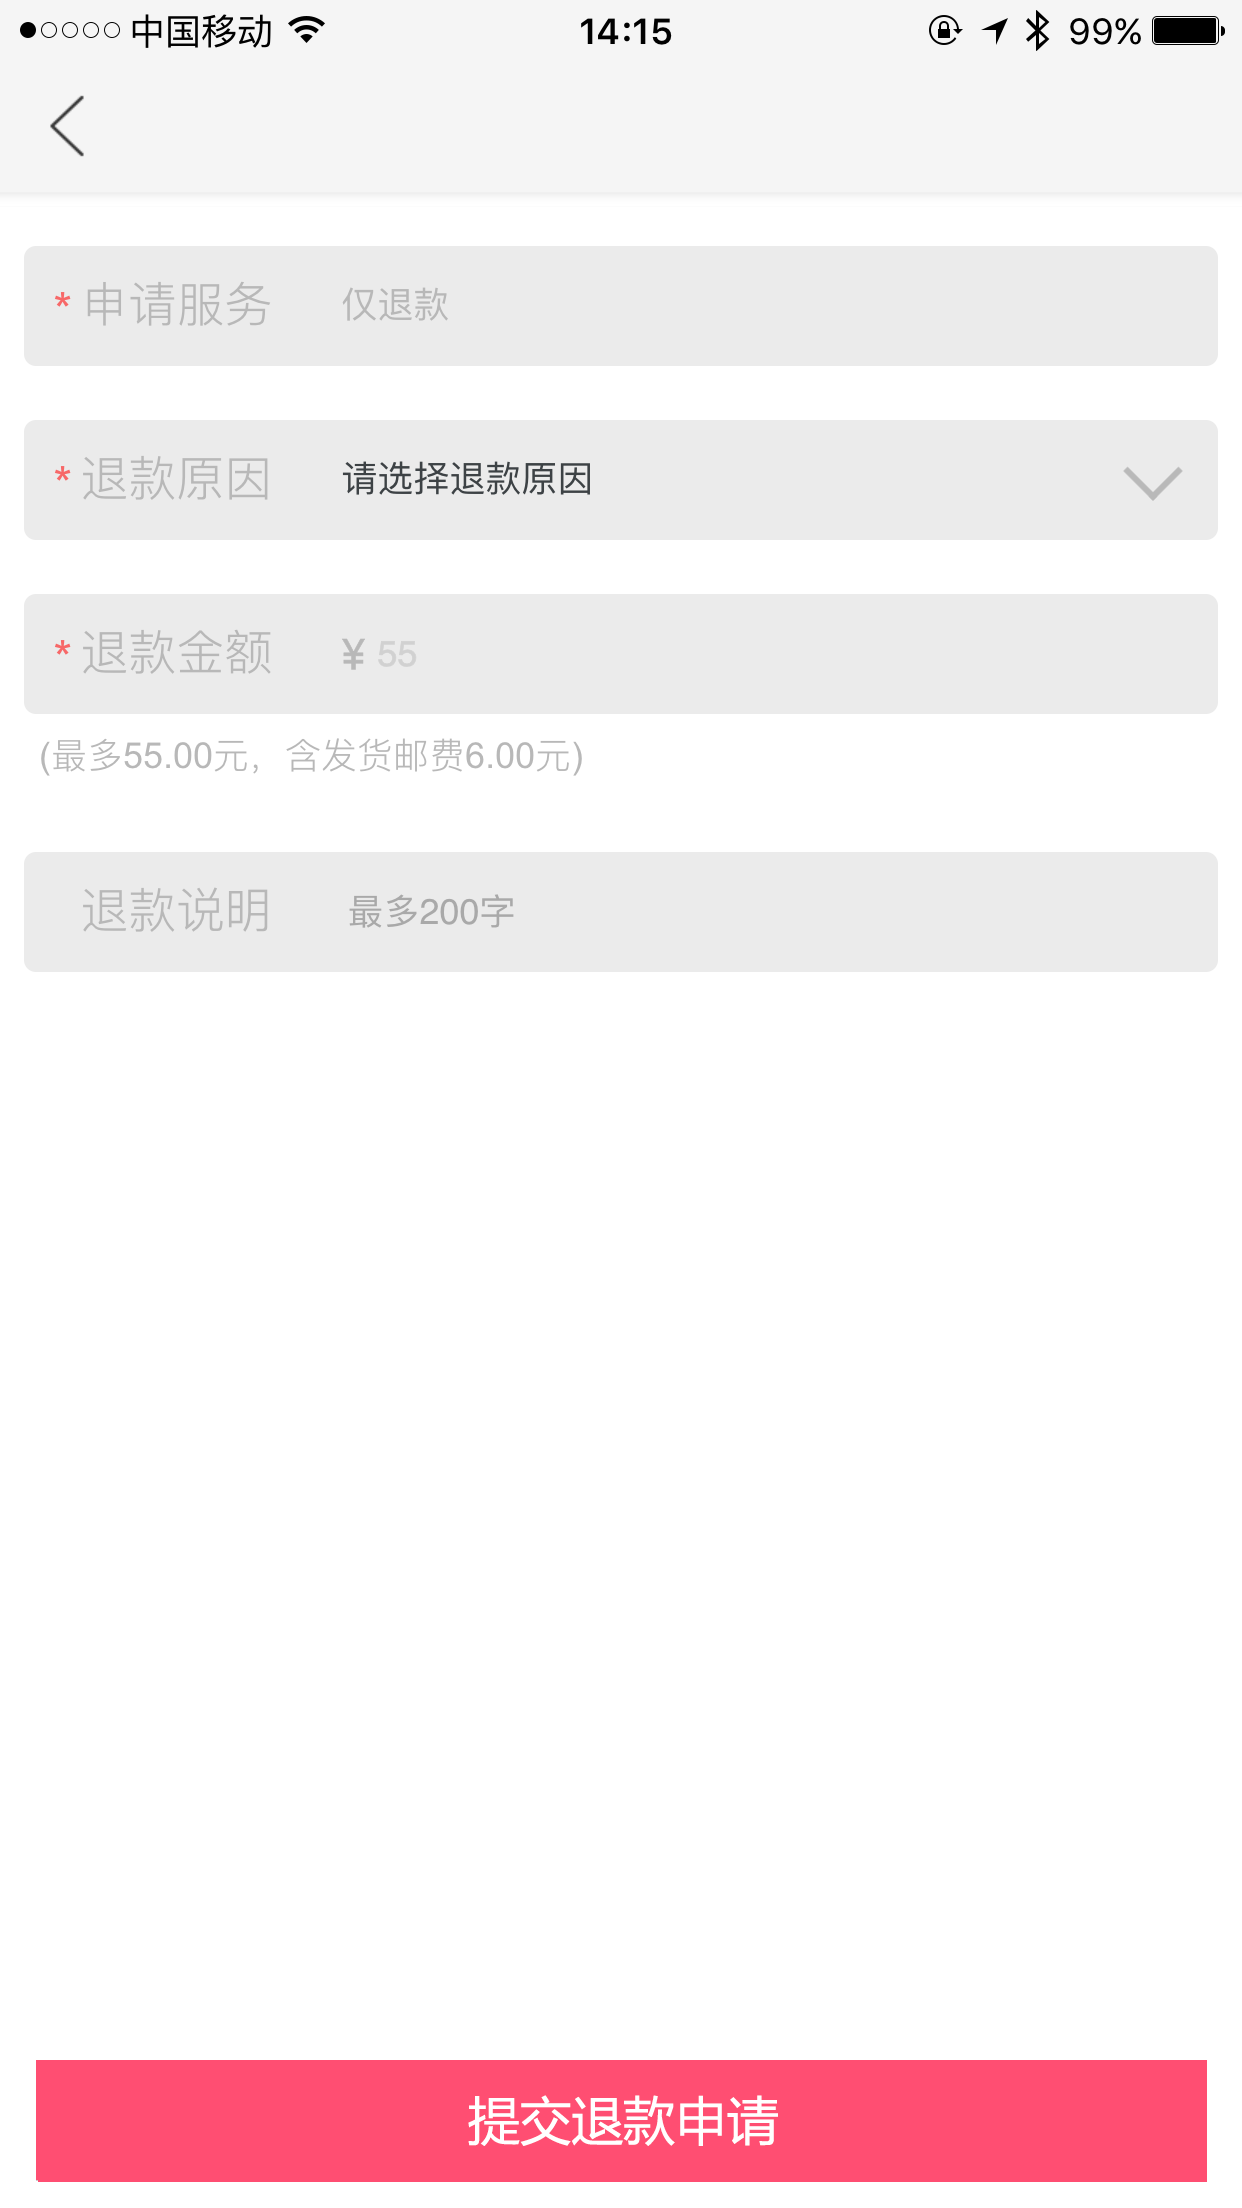 中国移动 14:15 99%
* 申请服务 仅退款
* 退款原因 请选择退款原因
* 退款金额 ¥ 55
(最多55.00元，含发货邮费6.00元)
退款说明 最多200字
提交退款申请